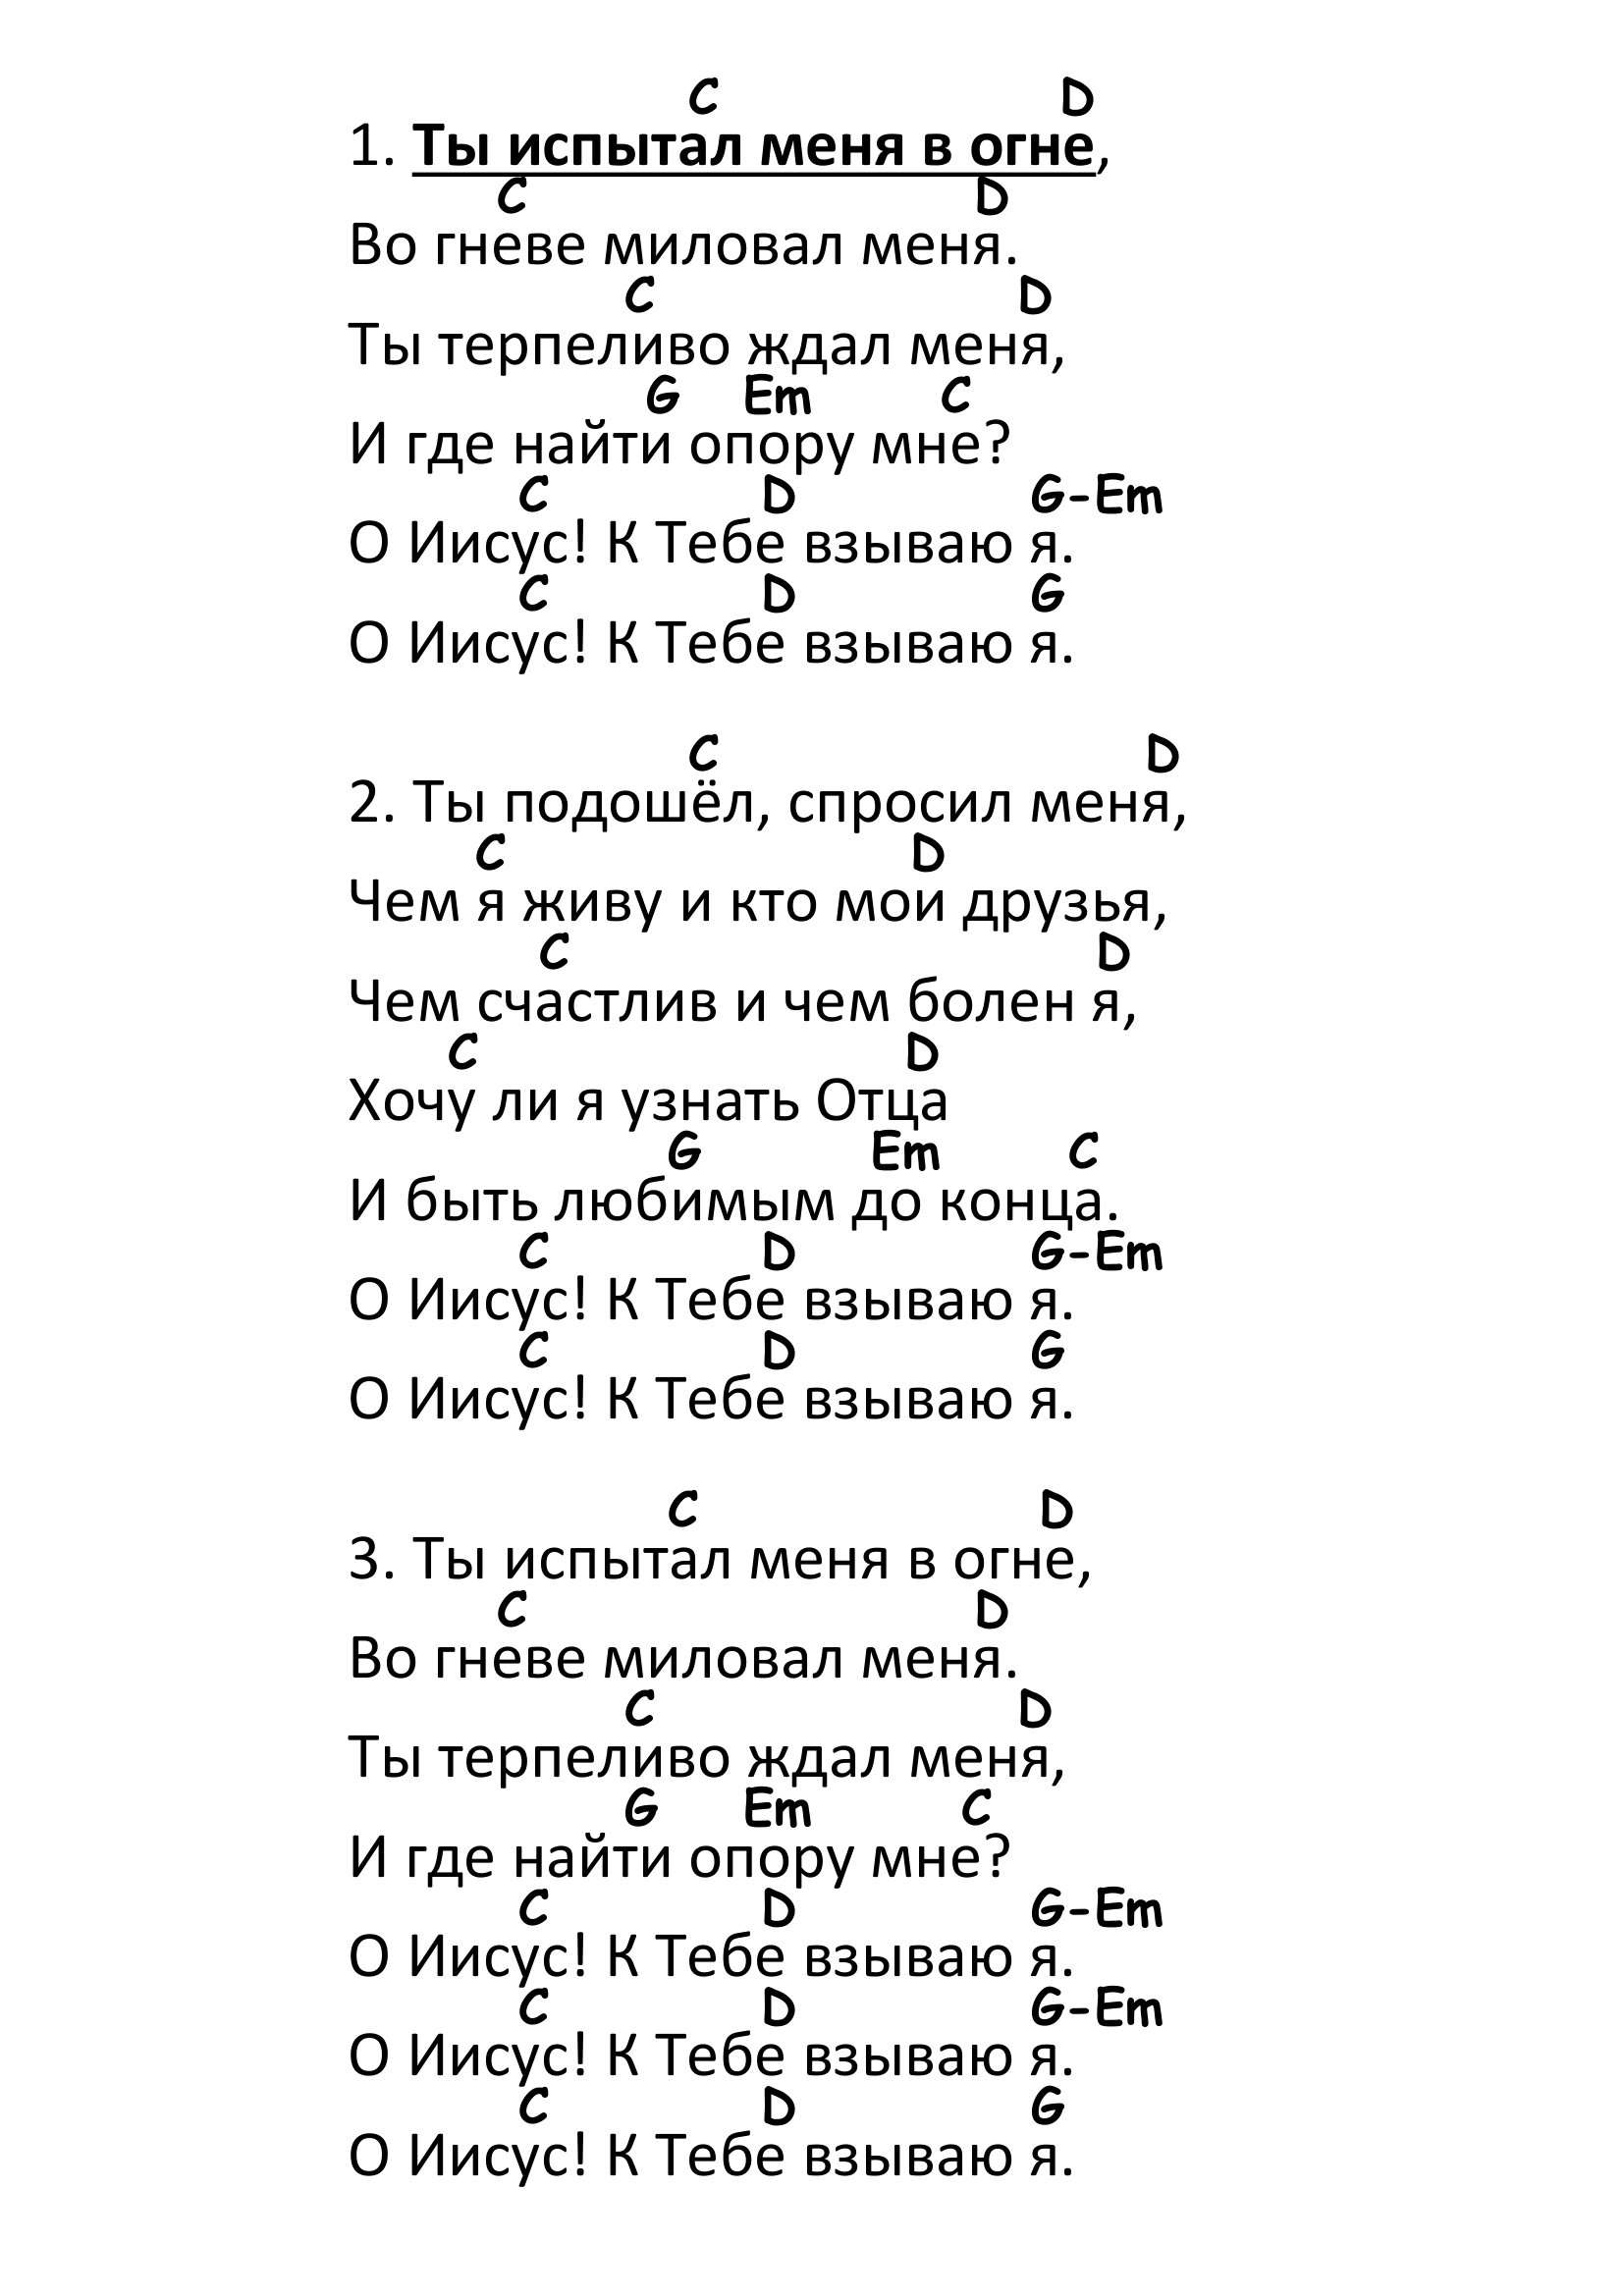 C D
1. Ты испытал меня в огне,
C D
Во гневе миловал меня.
C D
Ты терпеливо ждал меня,
G Em C
И где найти опору мне?
C D G-Em
О Иисус! К Тебе взываю я.
C D G
О Иисус! К Тебе взываю я.
C D
2. Ты подошёл, спросил меня,
C D
Чем я живу и кто мои друзья,
C D
Чем счастлив и чем болен я,
C D
Хочу ли я узнать Отца
G Em C
И быть любимым до конца.
C D G-Em
О Иисус! К Тебе взываю я.
C D G
О Иисус! К Тебе взываю я.
C D
3. Ты испытал меня в огне,
C D
Во гневе миловал меня.
C D
Ты терпеливо ждал меня,
G Em C
И где найти опору мне?
C D G-Em
О Иисус! К Тебе взываю я.
C D G-Em
О Иисус! К Тебе взываю я.
C D G
О Иисус! К Тебе взываю я.